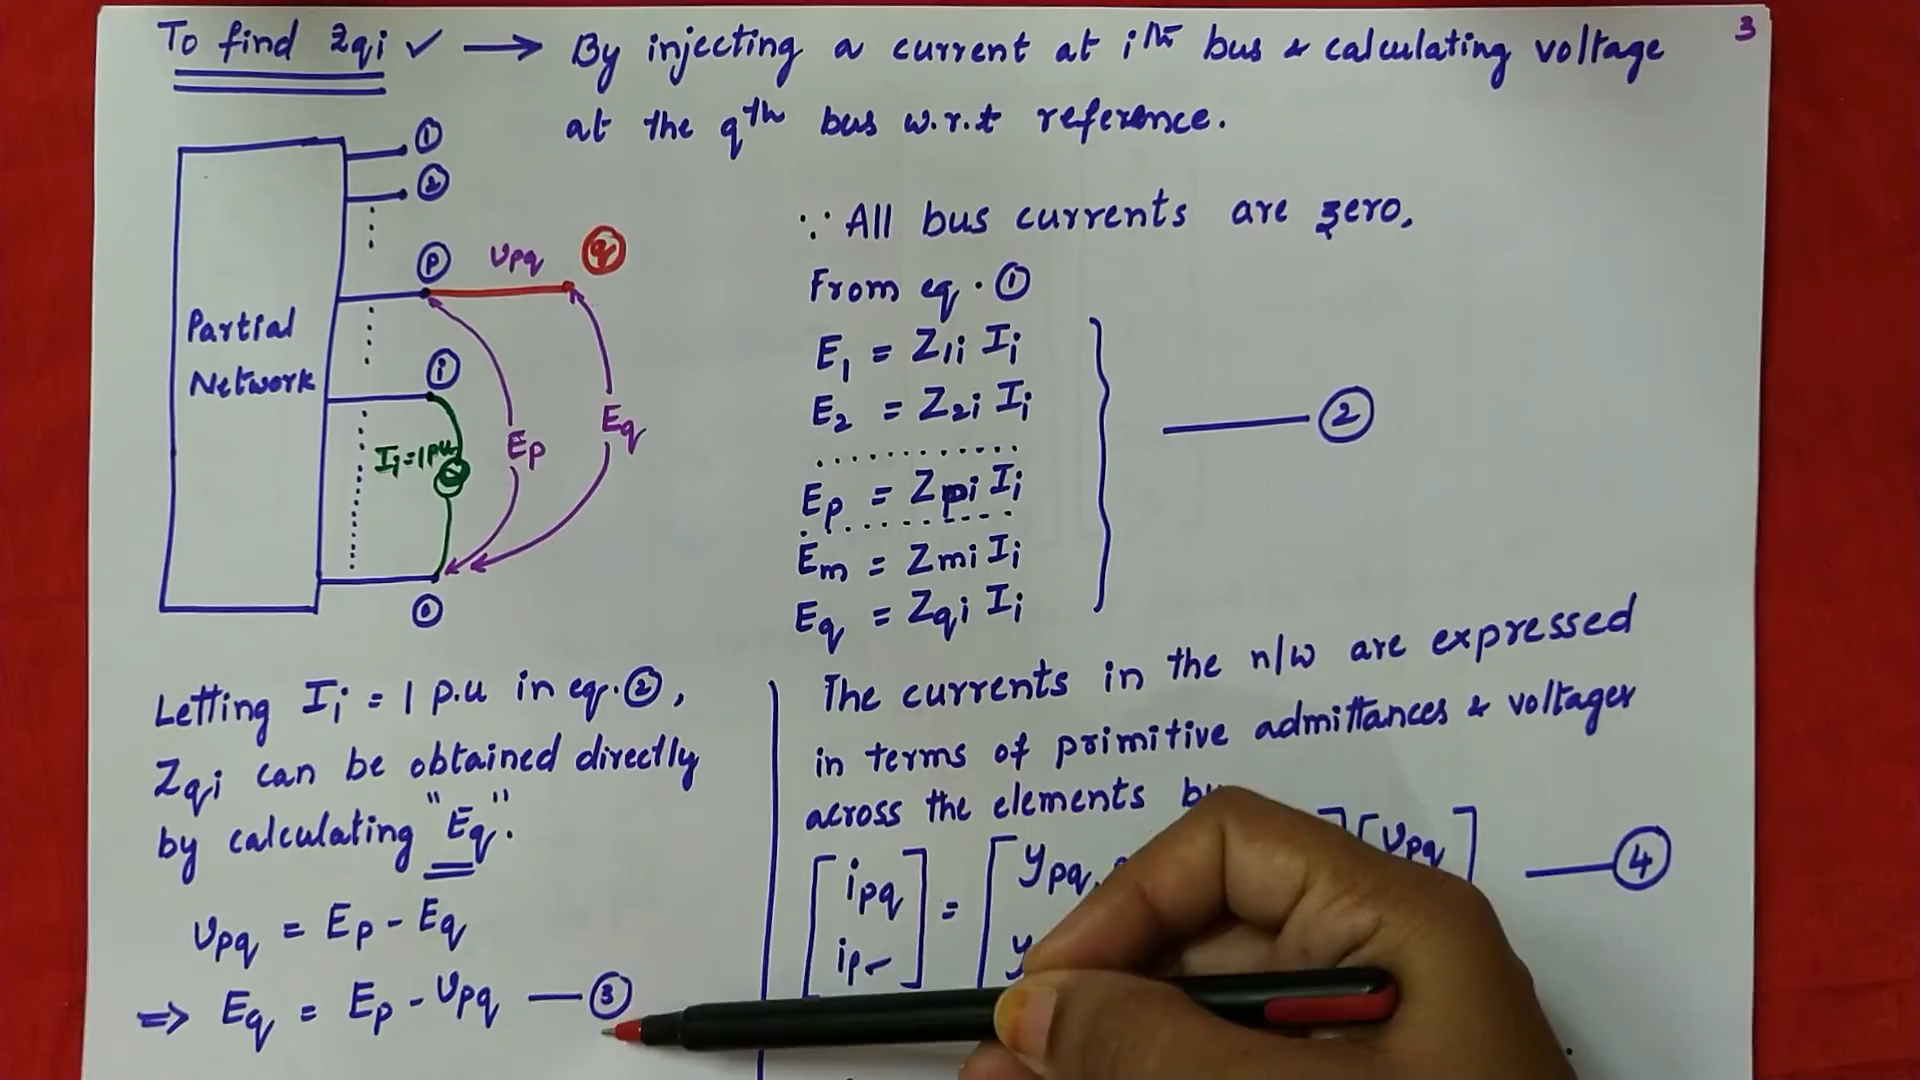 3
To find Zqi ✓ → By injecting a current at iᵗʰ bus & calculating voltage
at the qᵗʰ bus w.r.t reference.
①
②
ⓟ
vpq
ⓠ
Partial
Network
ⓘ
Ii=1pu
Ep
Eq
⓪
∵ All bus currents are zero,
From eq. ①
E1 = Z1i Ii
E2 = Z2i Ii
............
Ep = Zpi Ii
............
Em = Zmi Ii
Eq = Zqi Ii
②
Letting Ii = 1 p.u in eq.②,
Zqi can be obtained directly
by calculating "Eq".
vpq = Ep - Eq
⇒ Eq = Ep - vpq — ③
The currents in the n/w are expressed
in terms of primitive admittances & voltages
across the elements
[ipq] = [ypq, ] [vpq] — ④